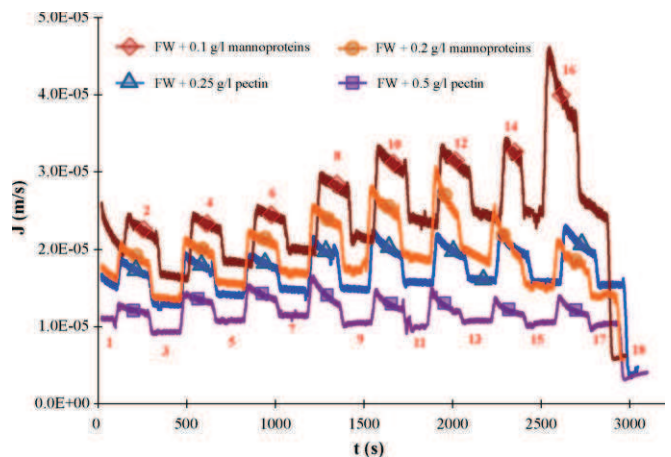 5.0E-05
FW + 0.1 g/l mannoproteins
FW + 0.2 g/l mannoproteins
FW + 0.25 g/l pectin
FW + 0.5 g/l pectin
16
4.0E-05
14
12
10
8
3.0E-05
6
4
2
J (m/s)
2.0E-05
1.0E-05
1
3
5
7
9
11
13
15
17
18
0.0E+00
0
500
1000
1500
2000
2500
3000
t (s)